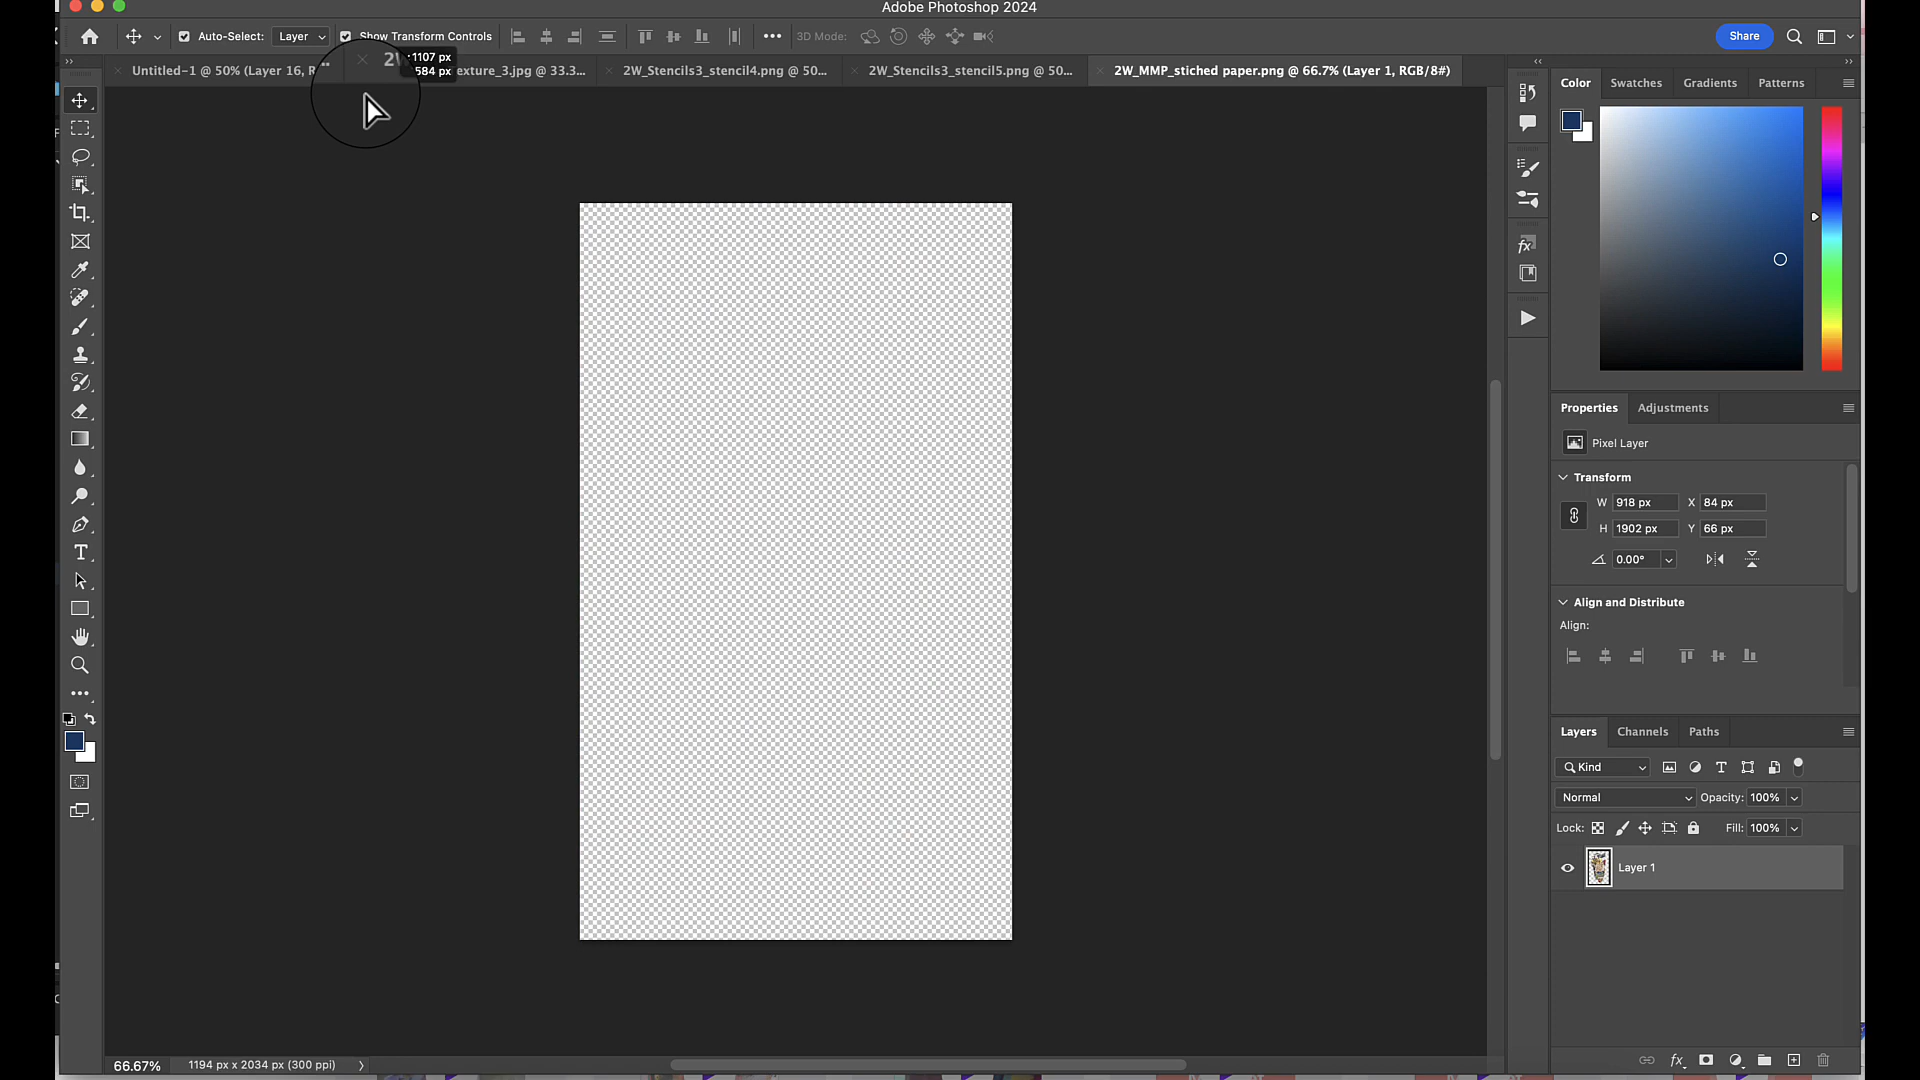 Adobe Photoshop 2024
Auto-Select: Layer Show Transform Controls 3D Mode: Share
Untitled-1 @ 50% (Layer 16, R... 2W exture_3.jpg @ 33.3... 2W_Stencils3_stencil4.png @ 50... 2W_Stencils3_stencil5.png @ 50... 2W_MMP_stiched paper.png @ 66.7% (Layer 1, RGB/8#)
: 1107 px
584 px
Color Swatches Gradients Patterns
Properties Adjustments
Pixel Layer
Transform
W 918 px X 84 px
H 1902 px Y 66 px
0.00°
Align and Distribute
Align:
Layers Channels Paths
Kind
Normal Opacity: 100%
Lock: Fill: 100%
Layer 1
66.67% 1194 px x 2034 px (300 ppi)